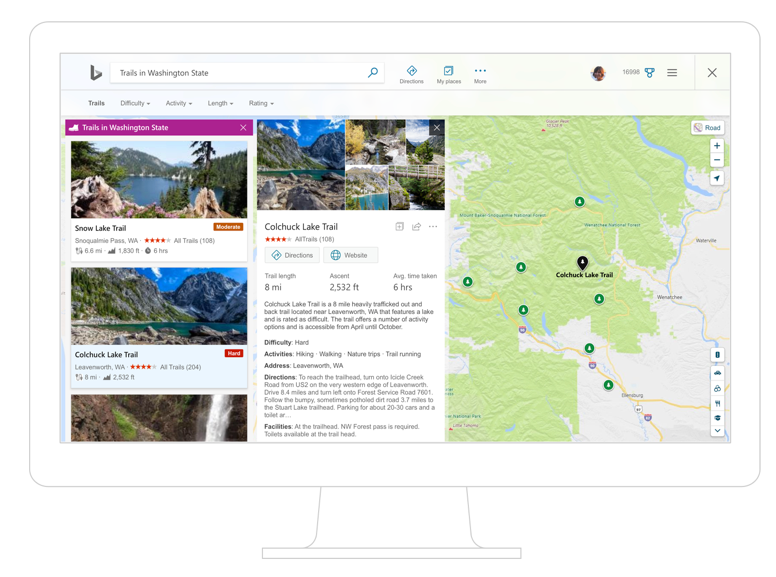 Trails in Washington State
Directions
My places
More
16998
Trails
Difficulty
Activity
Length
Rating
Trails in Washington State
Snow Lake Trail
Moderate
Snoqualmie Pass, WA · All Trails (108)
6.6 mi · 1,830 ft · 6 hrs
Colchuck Lake Trail
Hard
Leavenworth, WA · All Trails (204)
8 mi · 2,532 ft
Colchuck Lake Trail
AllTrails (108)
Directions
Website
Trail length
Ascent
Avg. time taken
8 mi
2,532 ft
6 hrs
Colchuck Lake Trail is a 8 mile heavily trafficked out and
back trail located near Leavenworth, WA that features a lake
and is rated as difficult. The trail offers a number of activity
options and is accessible from April until October.
Difficulty: Hard
Activities: Hiking · Walking · Nature trips · Trail running
Address: Leavenworth, WA
Directions: To reach the trailhead, turn onto Icicle Creek
Road from US2 on the very western edge of Leavenworth.
Drive 8.4 miles and turn left onto Forest Service Road 7601.
Follow the bumpy, sometimes potholed dirt road 3.7 miles to
the Stuart Lake trailhead. Parking for about 20-30 cars and a
toilet ar...
Facilities: At the trailhead. NW Forest pass is required.
Toilets available at the trail head.
Road
Mount Baker-Snoqualmie National Forest
Wenatchee National Forest
Waterville
Colchuck Lake Trail
Wenatchee
Ellensburg